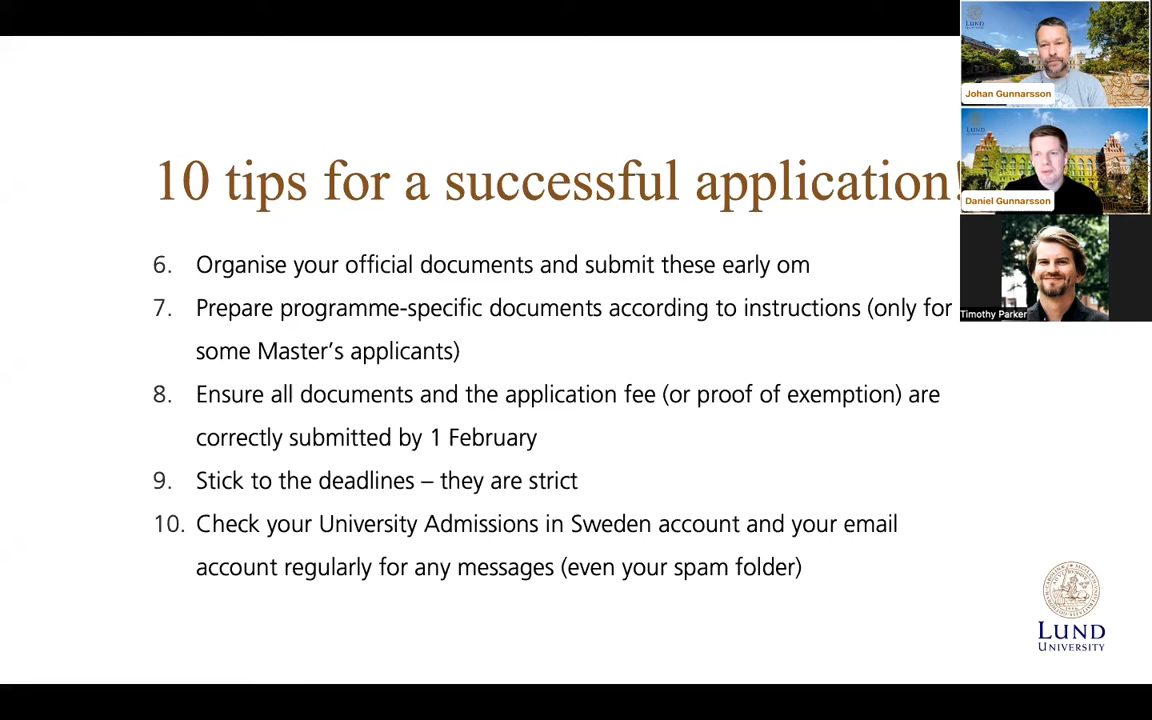 10 tips for a successful application!
6. Organise your official documents and submit these early om
7. Prepare programme-specific documents according to instructions (only for
some Master's applicants)
8. Ensure all documents and the application fee (or proof of exemption) are
correctly submitted by 1 February
9. Stick to the deadlines – they are strict
10. Check your University Admissions in Sweden account and your email
account regularly for any messages (even your spam folder)
LUND
Johan Gunnarsson
LUND
Daniel Gunnarsson
Timothy Parker
LUND
UNIVERSITY